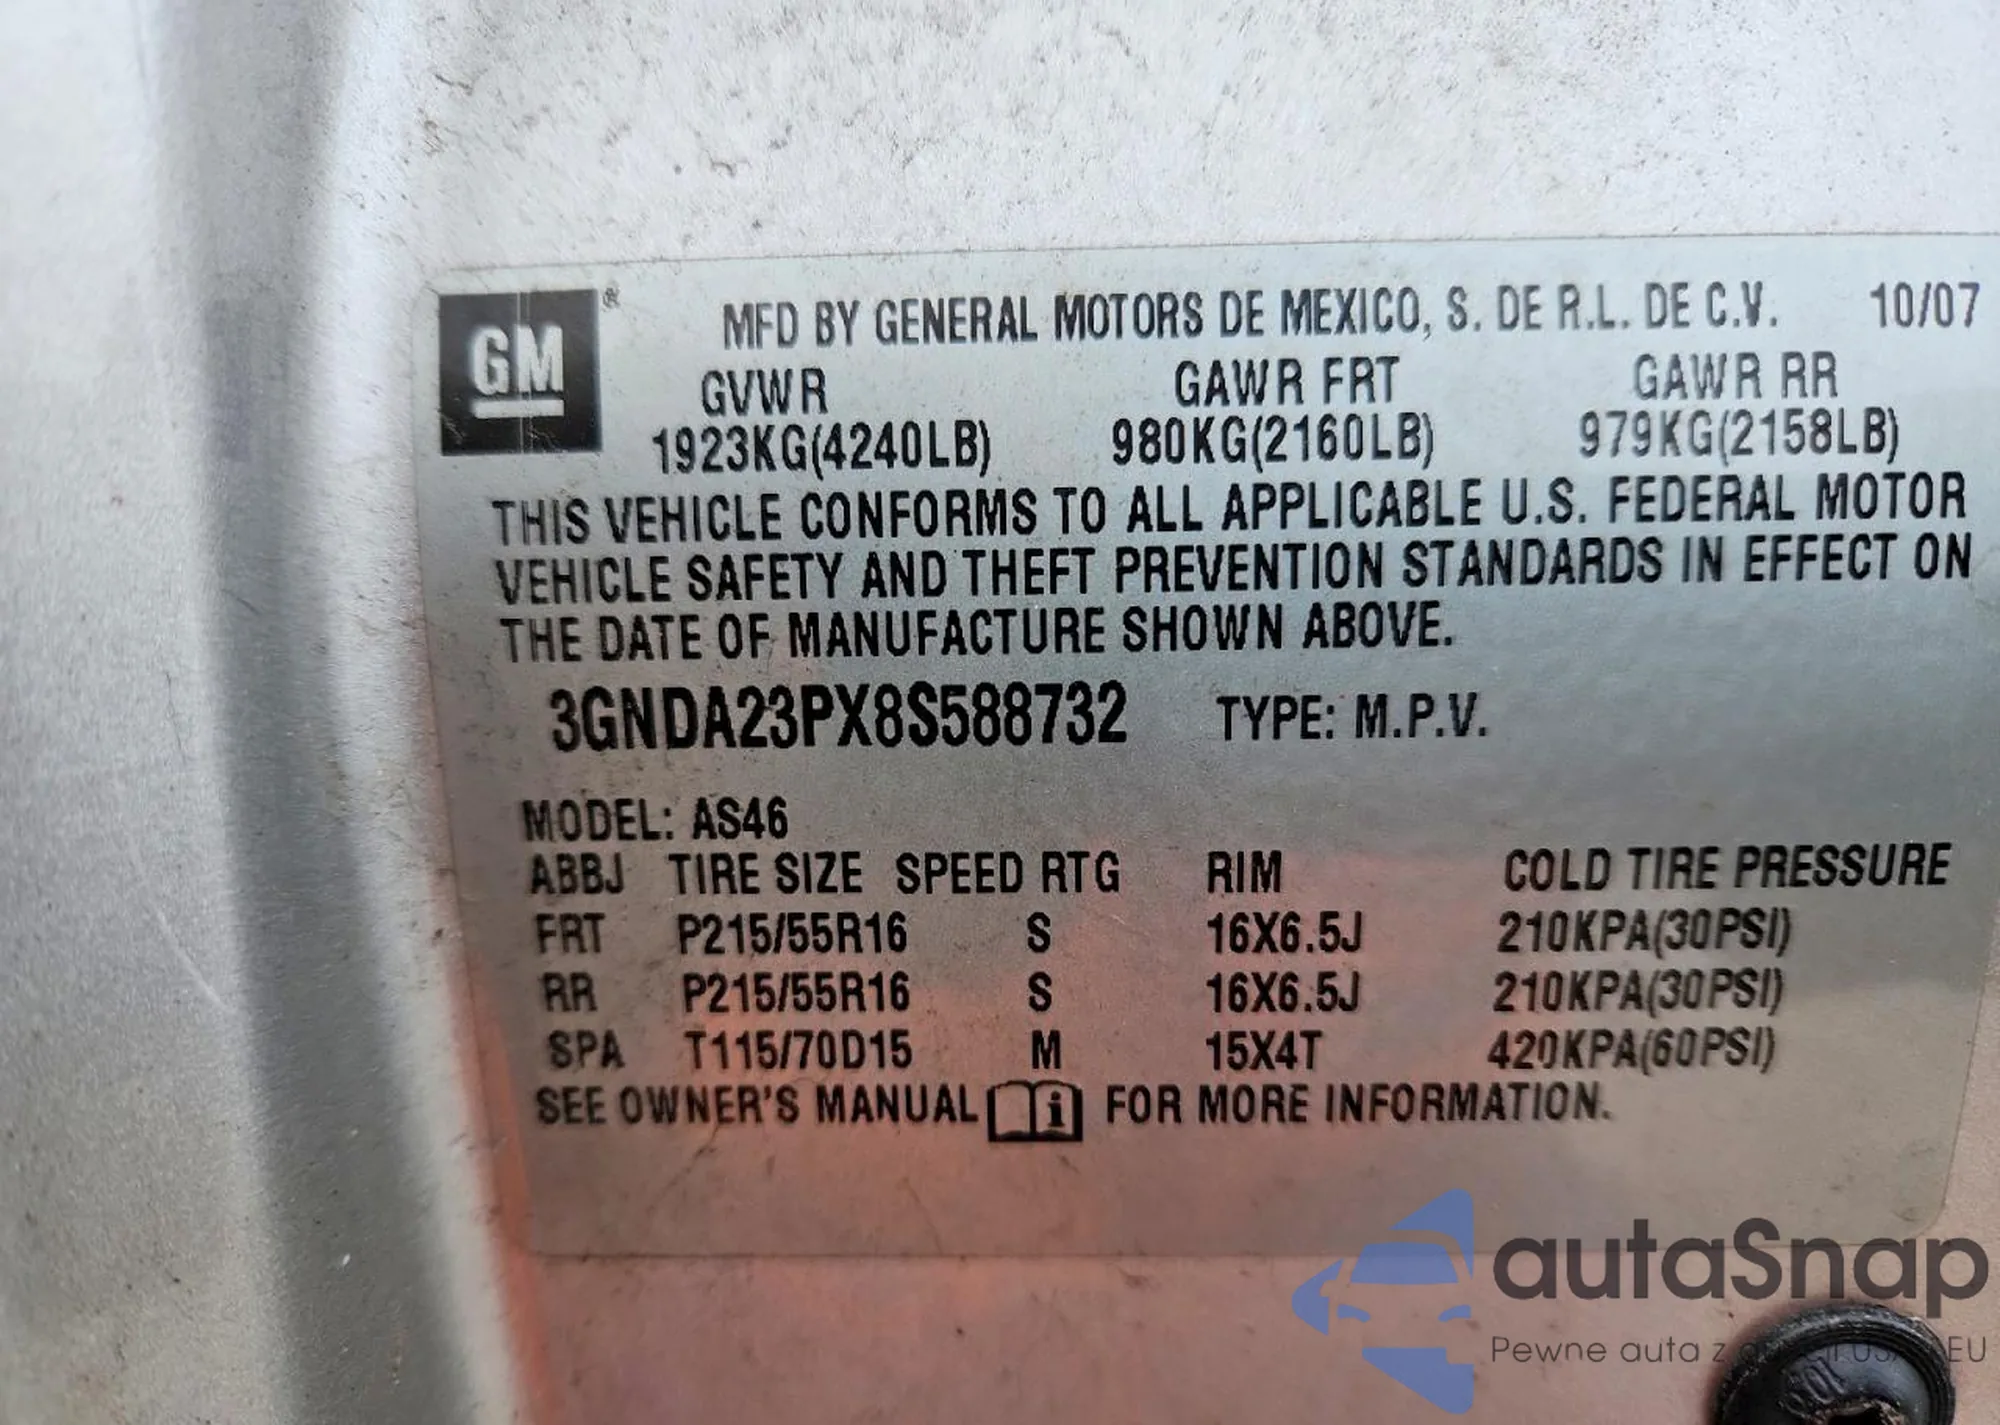 GM ®
MFD BY GENERAL MOTORS DE MEXICO, S. DE R.L. DE C.V. 10/07
GVWR GAWR FRT GAWR RR
1923KG(4240LB) 980KG(2160LB) 979KG(2158LB)
THIS VEHICLE CONFORMS TO ALL APPLICABLE U.S. FEDERAL MOTOR
VEHICLE SAFETY AND THEFT PREVENTION STANDARDS IN EFFECT ON
THE DATE OF MANUFACTURE SHOWN ABOVE.
3GNDA23PX8S588732 TYPE: M.P.V.
MODEL: AS46
ABBJ TIRE SIZE SPEED RTG RIM COLD TIRE PRESSURE
FRT P215/55R16 S 16X6.5J 210KPA(30PSI)
RR P215/55R16 S 16X6.5J 210KPA(30PSI)
SPA T115/70D15 M 15X4T 420KPA(60PSI)
SEE OWNER'S MANUAL i FOR MORE INFORMATION.
autaSnap
Pewne auta z EU